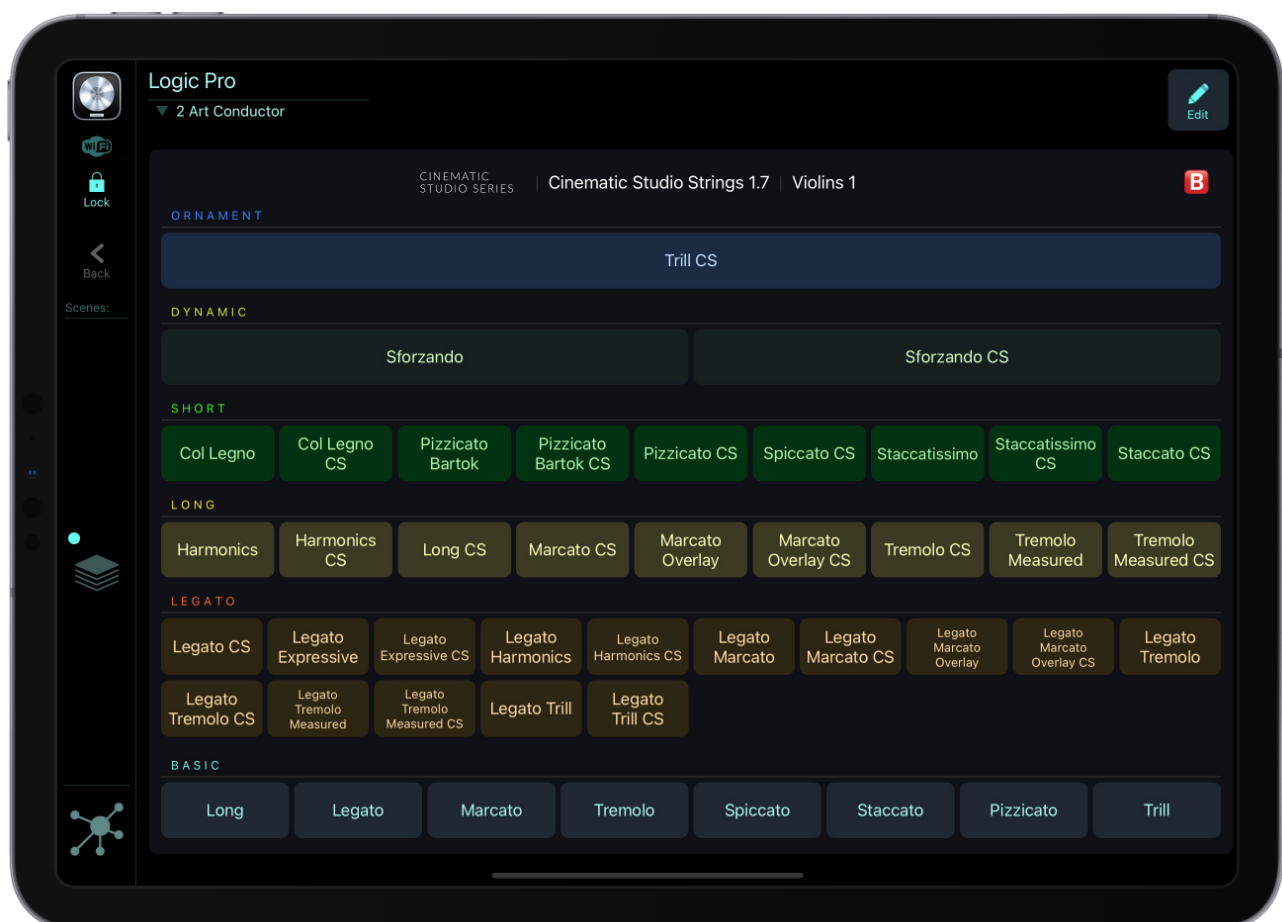 Logic Pro
2 Art Conductor
Edit
WiFi
Lock
Back
Scenes:
CINEMATIC
STUDIO SERIES
Cinematic Studio Strings 1.7 | Violins 1
B
ORNAMENT
Trill CS
DYNAMIC
Sforzando
Sforzando CS
SHORT
Col Legno
Col Legno
CS
Pizzicato
Bartok
Pizzicato
Bartok CS
Pizzicato CS
Spiccato CS
Staccatissimo
Staccatissimo
CS
Staccato CS
LONG
Harmonics
Harmonics
CS
Long CS
Marcato CS
Marcato
Overlay
Marcato
Overlay CS
Tremolo CS
Tremolo
Measured
Tremolo
Measured CS
LEGATO
Legato CS
Legato
Expressive
Legato
Expressive CS
Legato
Harmonics
Legato
Harmonics CS
Legato
Marcato
Legato
Marcato CS
Legato
Marcato
Overlay
Legato
Marcato
Overlay CS
Legato
Tremolo
Legato
Tremolo CS
Legato
Tremolo
Measured
Legato
Tremolo
Measured CS
Legato Trill
Legato
Trill CS
BASIC
Long
Legato
Marcato
Tremolo
Spiccato
Staccato
Pizzicato
Trill